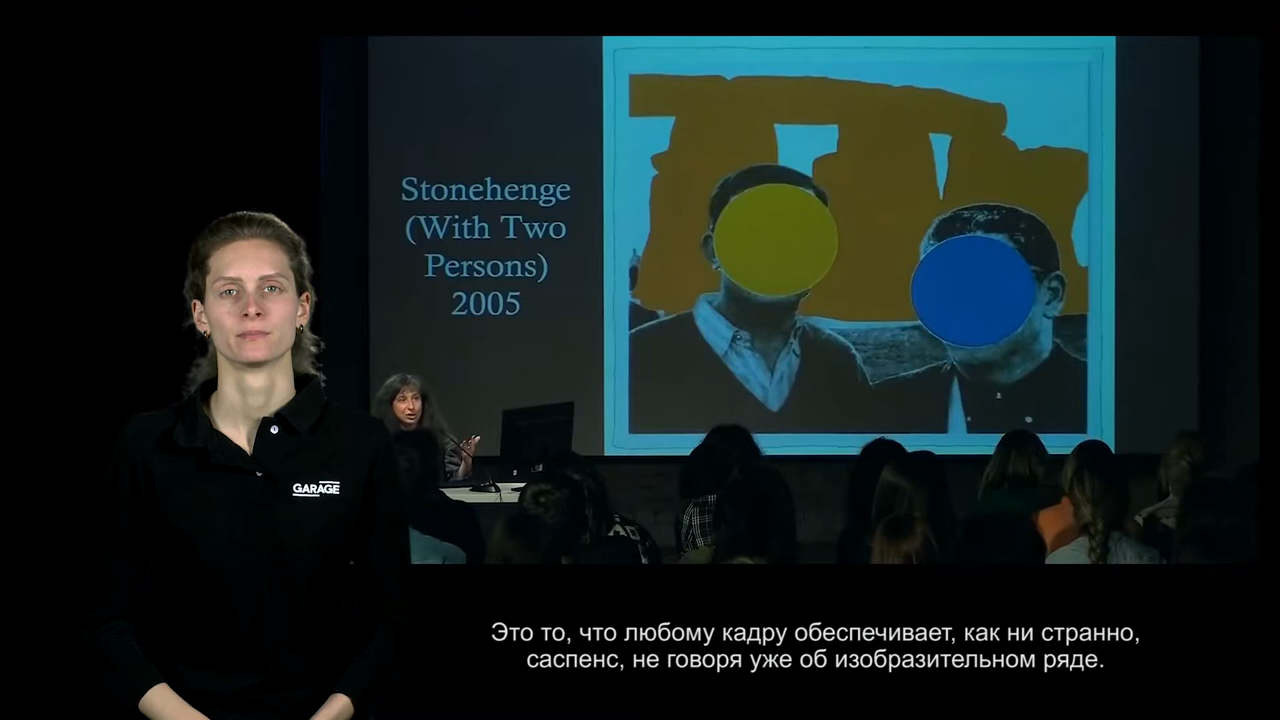 Stonehenge
(With Two
Persons)
2005
GARAGE
Это то, что любому кадру обеспечивает, как ни странно,
саспенс, не говоря уже об изобразительном ряде.